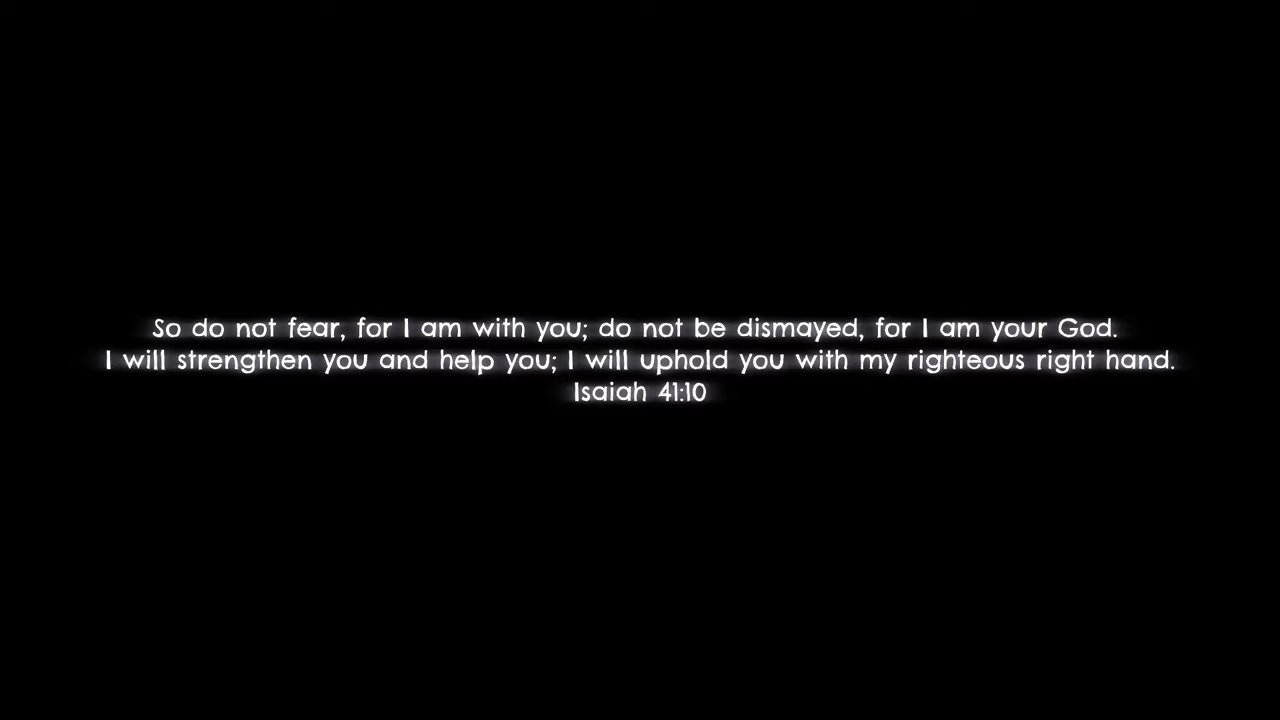 So do not fear, for I am with you; do not be dismayed, for I am your God.
I will strengthen you and help you; I will uphold you with my righteous right hand.
Isaiah 41:10